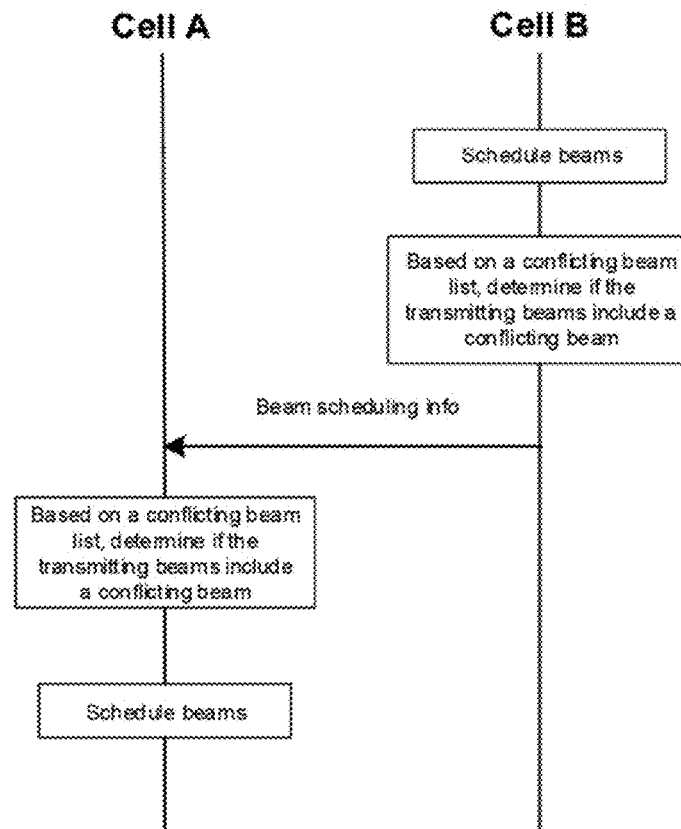 Cell A
Cell B
Schedule beams
Based on a conflicting beam
list, determine if the
transmitting beams include a
conflicting beam
Beam scheduling info
Based on a conflicting beam
list, determine if the
transmitting beams include
a conflicting beam
Schedule beams